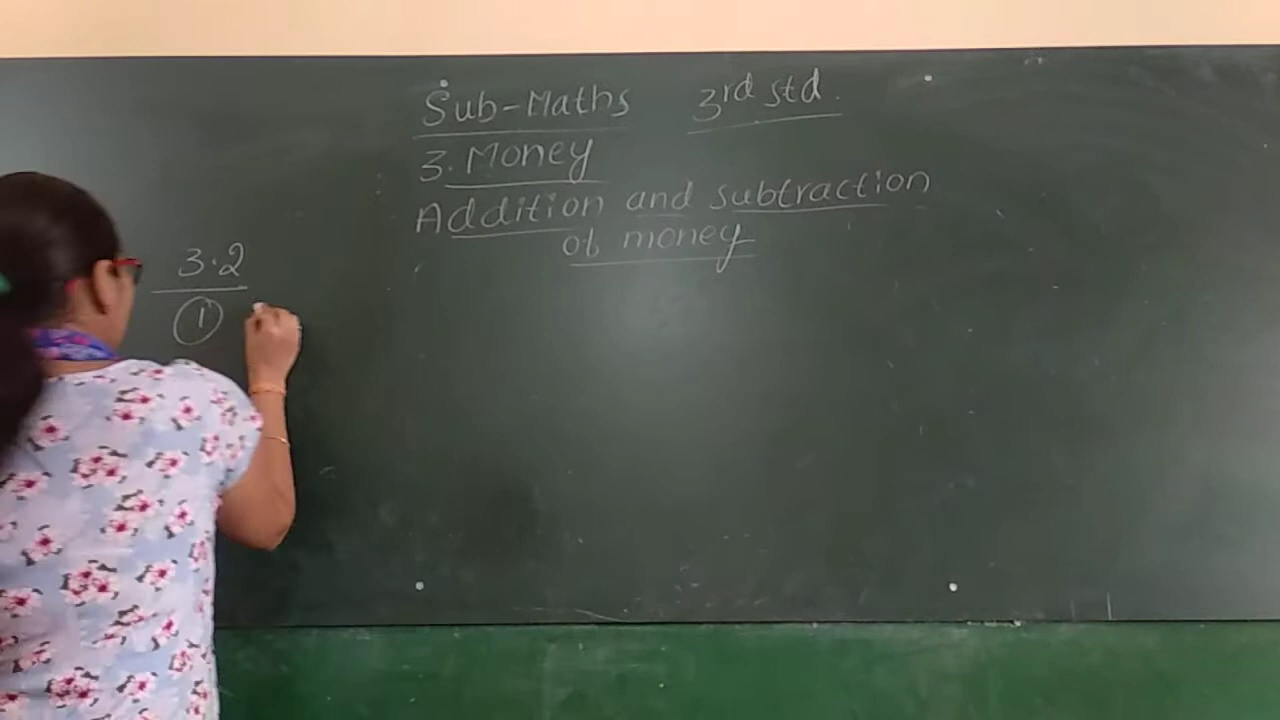 Sub-Maths 3rd std.
3. Money
Addition and subtraction
of money
3.2
1